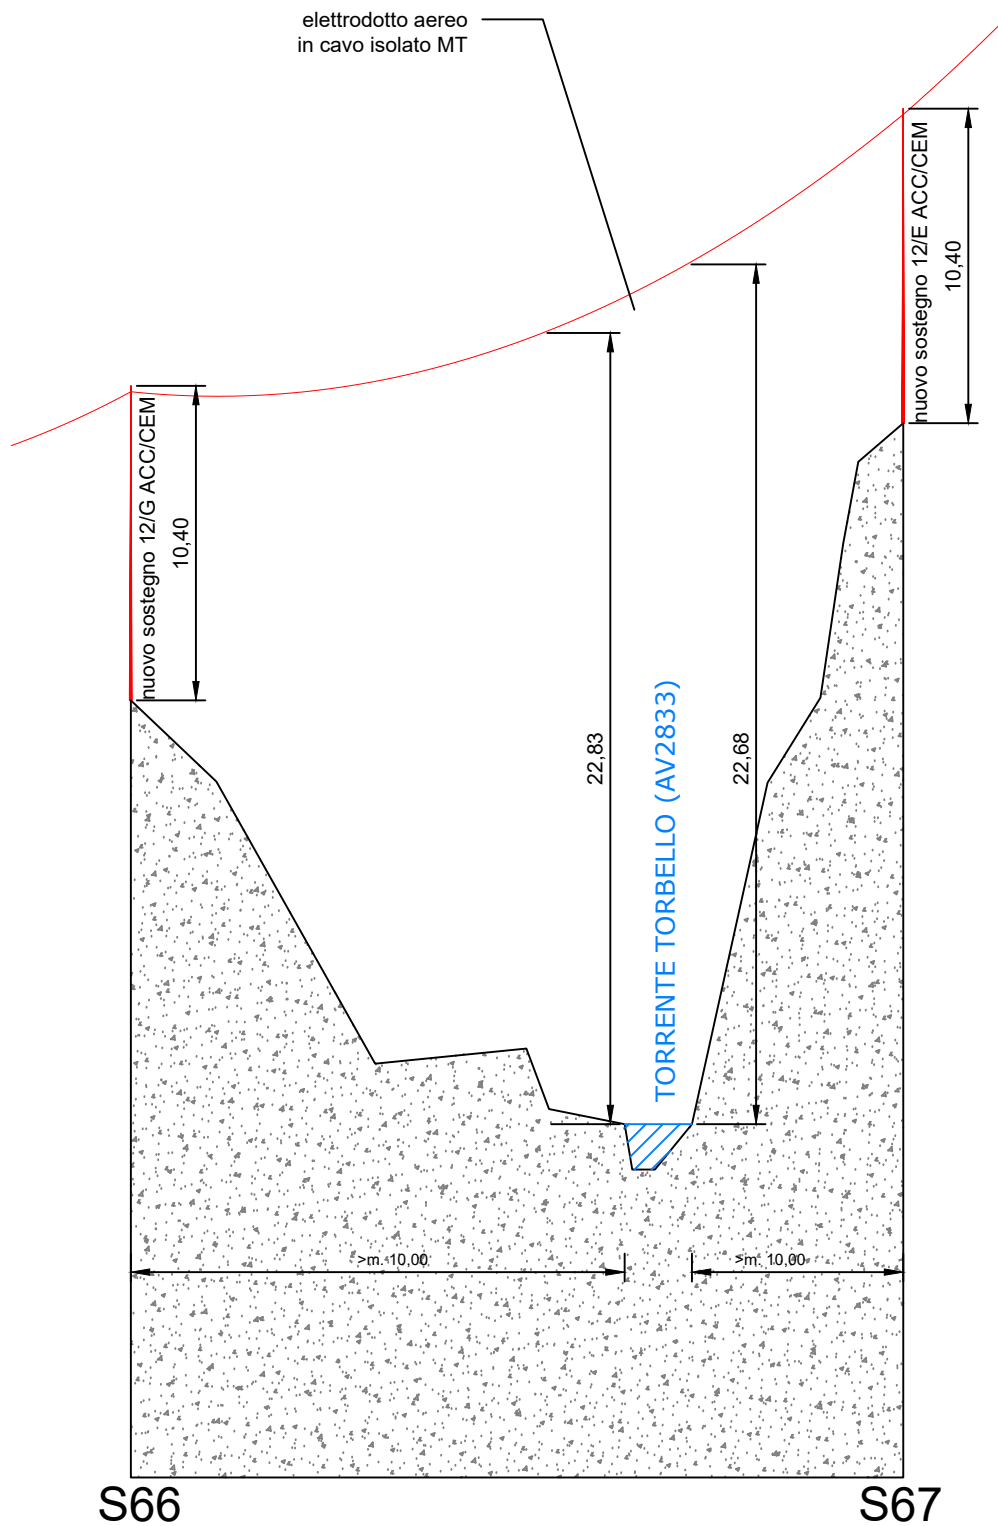 elettrodotto aereo
in cavo isolato MT
nuovo sostegno 12/G ACC/CEM
10,40
nuovo sostegno 12/E ACC/CEM
10,40
22,83
TORRENTE TORBELLO (AV2833)
22,68
>m. 10,00
>m. 10,00
S66
S67